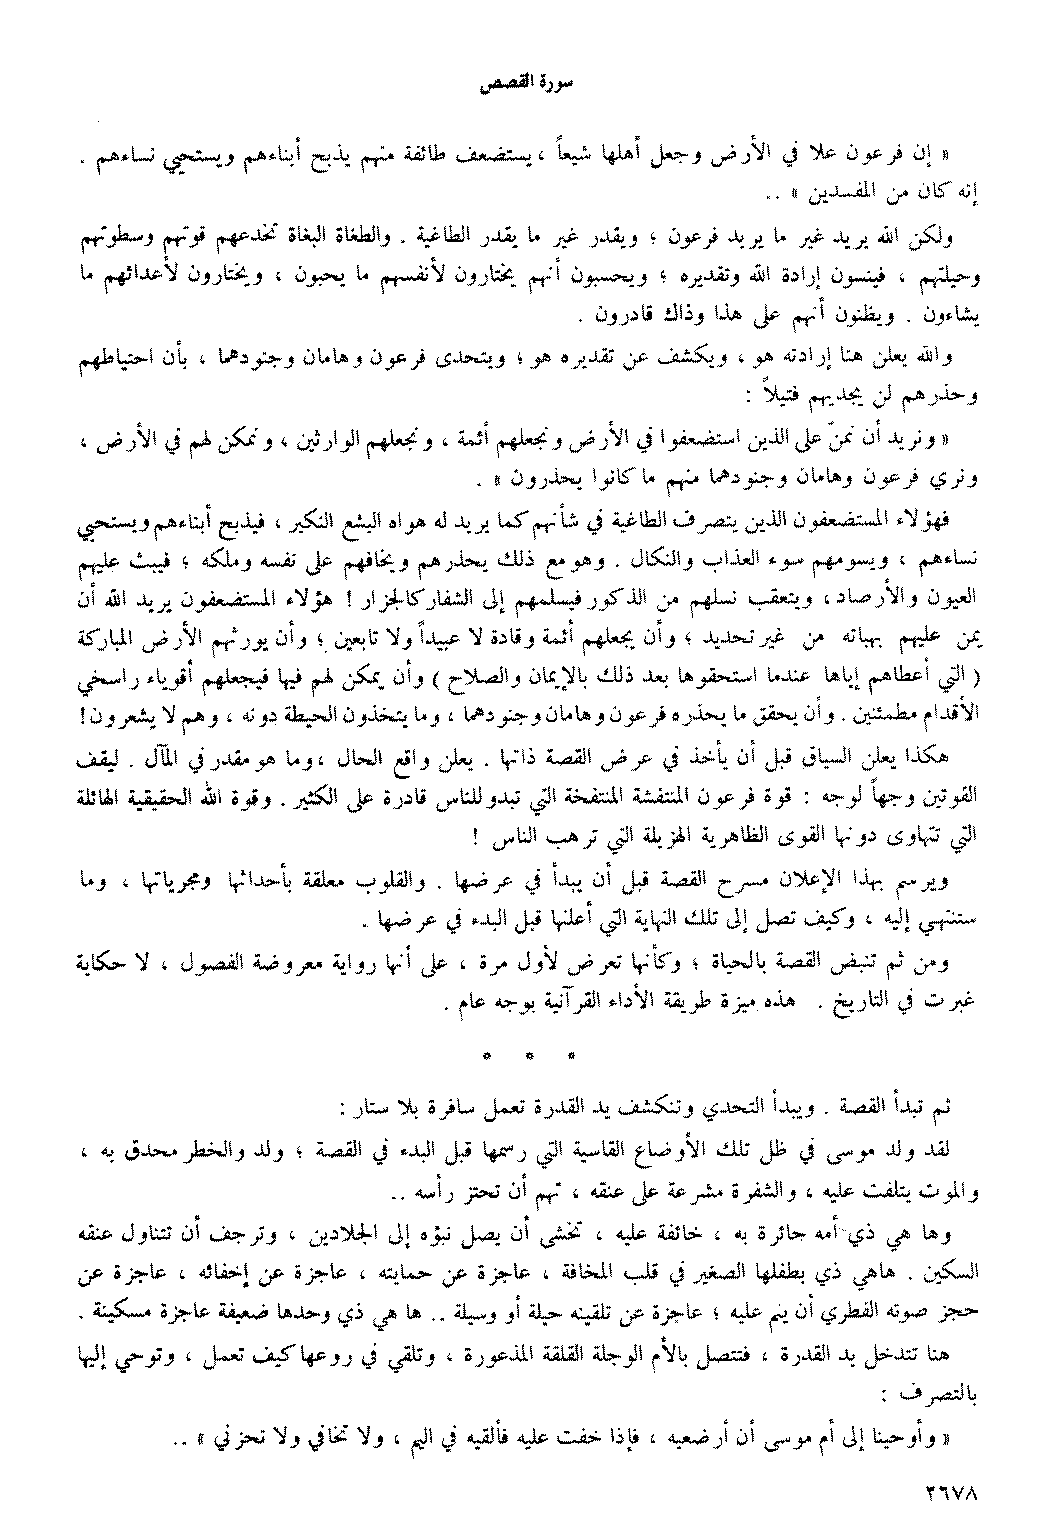 سورة القصص
« إن فرعون علا في الأرض وجعل أهلها شيعاً ، يستضعف طائفة منهم يذبح أبناءهم ويستحيي نساءهم .
إنه كان من المفسدين » ..
ولكن الله يريد غير ما يريد فرعون ؛ ويقدر غير ما يقدر الطاغية . والطغاة البغاة تخدعهم قوتهم وسطوتهم
وحيلتهم ، فينسون إرادة الله وتقديره ؛ ويحسبون أنهم يختارون لأنفسهم ما يحبون ، ويختارون لأعدائهم ما
يشاءون . ويظنون أنهم على هذا وذاك قادرون .
والله يعلن هنا إرادته هو ، ويكشف عن تقديره هو ؛ ويتحدى فرعون وهامان وجنودهما ، بأن احتياطهم
وحذرهم لن يجديهم فتيلاً :
« ونريد أن نمنّ على الذين استضعفوا في الأرض ونجعلهم أئمة ، ونجعلهم الوارثين ، ونمكن لهم في الأرض ،
ونري فرعون وهامان وجنودهما منهم ما كانوا يحذرون » .
فهؤلاء المستضعفون الذين يتصرف الطاغية في شأنهم كما يريد له هواه البشع النكير ، فيذبح أبناءهم ويستحيي
نساءهم ، ويسومهم سوء العذاب والنكال . وهو مع ذلك يحذرهم ويخافهم على نفسه وملكه ؛ فيبث عليهم
العيون والأرصاد ، ويتعقب نسلهم من الذكور فيسلمهم إلى الشفار كالجزار ! هؤلاء المستضعفون يريد الله أن
يمن عليهم بهباته من غير تحديد ؛ وأن يجعلهم أئمة وقادة لا عبيداً ولا تابعين ؛ وأن يورثهم الأرض المباركة
( التي أعطاهم إياها عندما استحقوها بعد ذلك بالإيمان والصلاح ) وأن يمكن لهم فيها فيجعلهم أقوياء راسخي
الأقدام مطمئنين . وأن يحقق ما يحذره فرعون وهامان وجنودهما ، وما يتخذون الحيطة دونه ، وهم لا يشعرون !
هكذا يعلن السياق قبل أن يأخذ في عرض القصة ذاتها . يعلن واقع الحال ، وما هو مقدر في المآل . ليقف
القوتين وجهاً لوجه : قوة فرعون المنتفشة المنتفخة التي تبدو للناس قادرة على الكثير . وقوة الله الحقيقية الهائلة
التي تتهاوى دونها القوى الظاهرية الهزيلة التي ترهب الناس !
ويرسم بهذا الإعلان مسرح القصة قبل أن يبدأ في عرضها . والقلوب معلقة بأحداثها ومجرياتها ، وما
ستنتهي إليه ، وكيف تصل إلى تلك النهاية التي أعلنها قبل البدء في عرضها .
ومن ثم تنبض القصة بالحياة ؛ وكأنها تعرض لأول مرة ، على أنها رواية معروضة الفصول ، لا حكاية
غبرت في التاريخ . هذه ميزة طريقة الأداء القرآنية بوجه عام .
* * *
ثم تبدأ القصة . ويبدأ التحدي وتنكشف يد القدرة تعمل سافرة بلا ستار :
لقد ولد موسى في ظل تلك الأوضاع القاسية التي رسمها قبل البدء في القصة ؛ ولد والخطر محدق به ،
والموت يتلفت عليه ، والشفرة مشرعة على عنقه ، تهم أن تحتز رأسه ..
وها هي ذي أمه حائرة به ، خائفة عليه ، تخشى أن يصل نبؤه إلى الجلادين ، وترجف أن تتناول عنقه
السكين . هاهي ذي بطفلها الصغير في قلب المخافة ، عاجزة عن حمايته ، عاجزة عن إخفائه ، عاجزة عن
حجز صوته الفطري أن ينم عليه ؛ عاجزة عن تلقينه حيلة أو وسيلة .. ها هي ذي وحدها ضعيفة عاجزة مسكينة .
هنا تتدخل يد القدرة ، فتتصل بالأم الوجلة القلقة المذعورة ، وتلقي في روعها كيف تعمل ، وتوحي إليها
بالتصرف :
« وأوحينا إلى أم موسى أن أرضعيه ، فإذا خفت عليه فألقيه في اليم ، ولا تخافي ولا تحزني » ..
٢٦٧٨